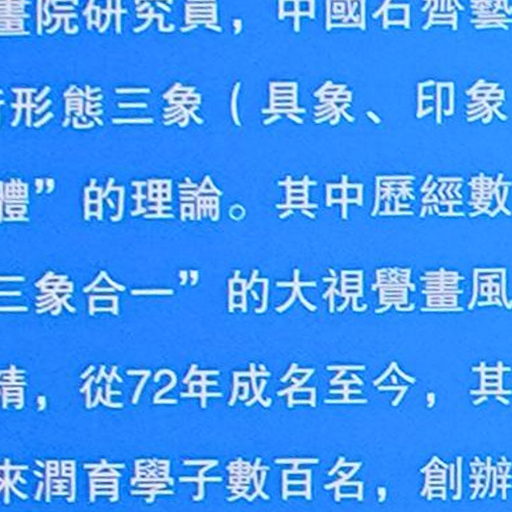 畫院研究員，中國石齊藝
形態三象（具象、印象
體”的理論。其中歷經數
三象合一”的大視覺畫風
精，從72年成名至今，其
來潤育學子數百名，創辦